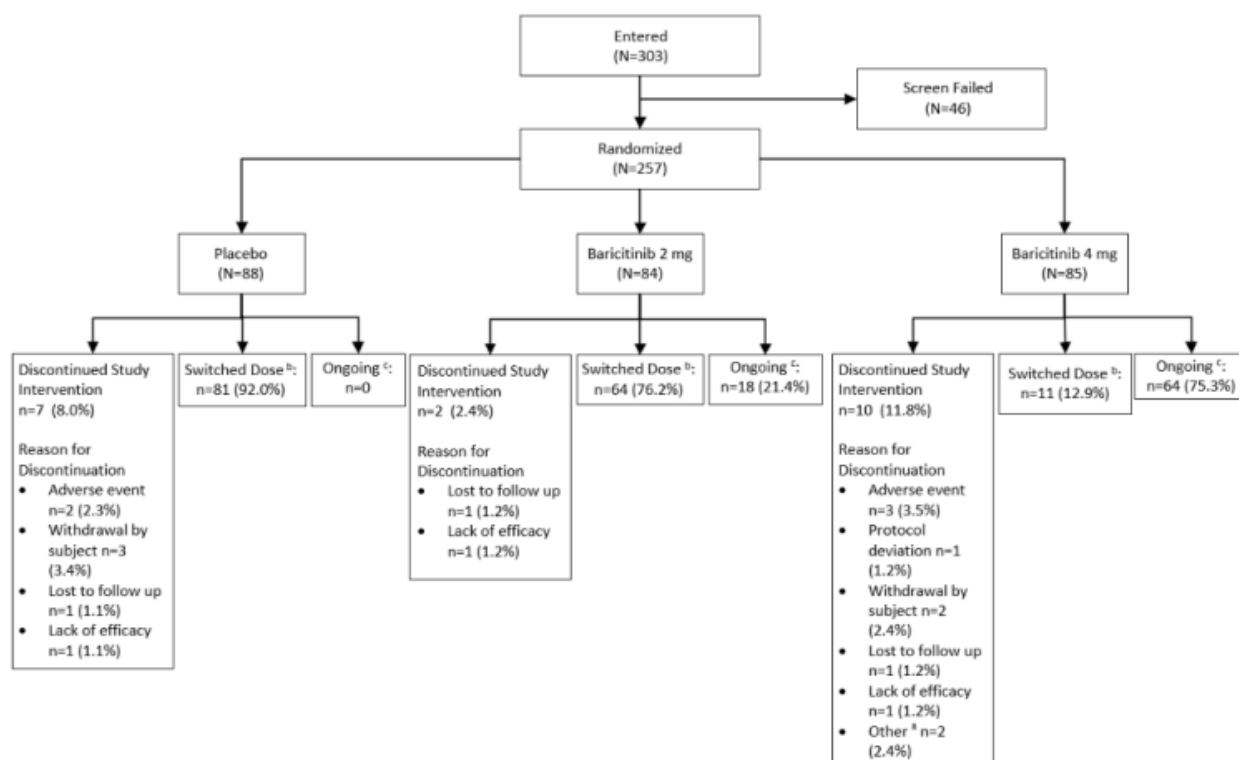 Entered
(N=303)
Screen Failed
(N=46)
Randomized
(N=257)
Placebo
(N=88)
Baricitinib 2 mg
(N=84)
Baricitinib 4 mg
(N=85)
Discontinued Study
Intervention
n=7 (8.0%)
Reason for
Discontinuation
• Adverse event
n=2 (2.3%)
• Withdrawal by
subject n=3
(3.4%)
• Lost to follow up
n=1 (1.1%)
• Lack of efficacy
n=1 (1.1%)
Switched Dose ᵇ:
n=81 (92.0%)
Ongoing ᶜ:
n=0
Discontinued Study
Intervention
n=2 (2.4%)
Reason for
Discontinuation
• Lost to follow up
n=1 (1.2%)
• Lack of efficacy
n=1 (1.2%)
Switched Dose ᵇ:
n=64 (76.2%)
Ongoing ᶜ:
n=18 (21.4%)
Discontinued Study
Intervention
n=10 (11.8%)
Reason for
Discontinuation
• Adverse event
n=3 (3.5%)
• Protocol
deviation n=1
(1.2%)
• Withdrawal by
subject n=2
(2.4%)
• Lost to follow up
n=1 (1.2%)
• Lack of efficacy
n=1 (1.2%)
• Other ᵃ n=2
(2.4%)
Switched Dose ᵇ:
n=11 (12.9%)
Ongoing ᶜ:
n=64 (75.3%)